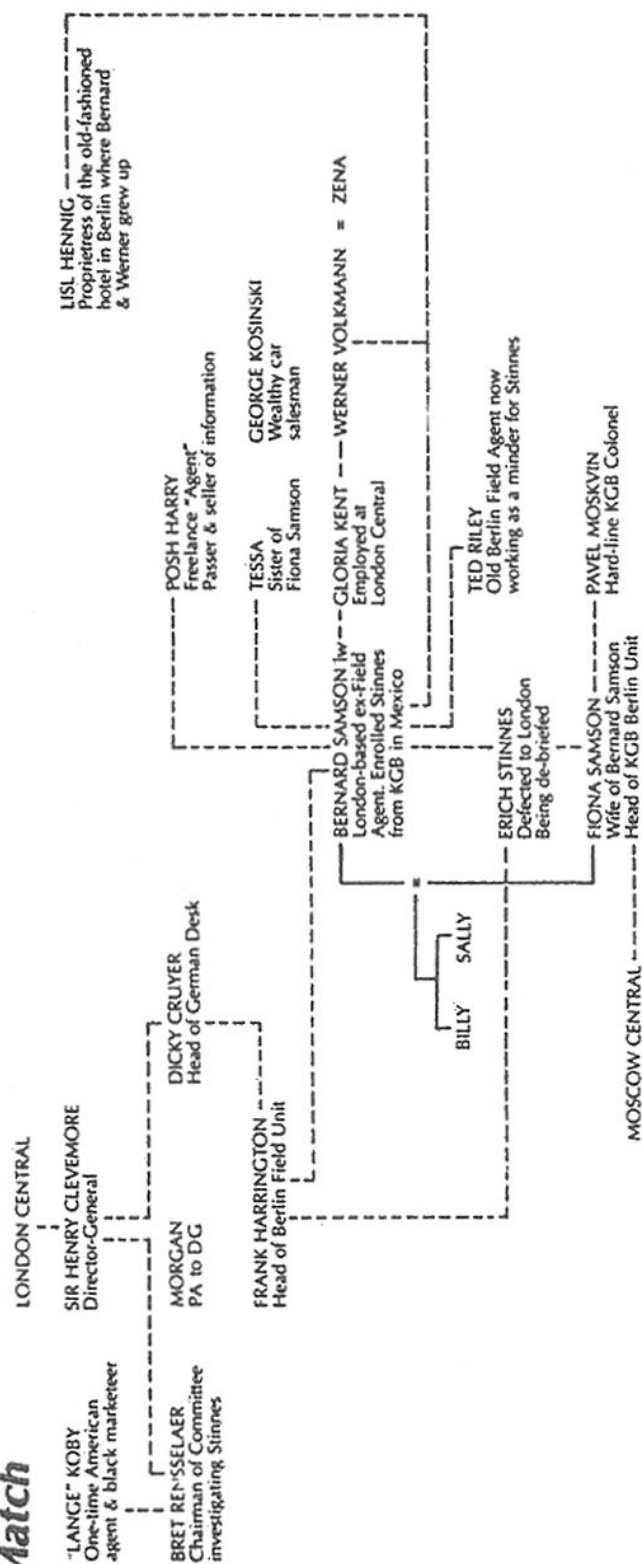 Match
LONDON CENTRAL
"LANGE" KOBY
One-time American
agent & black marketeer
SIR HENRY CLEVEMORE
Director-General
LISL HENNIG
Proprietress of the old-fashioned
hotel in Berlin where Bernard
& Werner grew up
BRET RENSSELAER
Chairman of Committee
investigating Stinnes
MORGAN
PA to DG
DICKY CRUYER
Head of German Desk
POSH HARRY
Freelance "Agent"
Passer & seller of information
FRANK HARRINGTON
Head of Berlin Field Unit
TESSA
Sister of
Fiona Samson
GEORGE KOSINSKI
Wealthy car
salesman
BERNARD SAMSON
London-based ex-Field
Agent. Enrolled Stinnes
from KGB in Mexico
GLORIA KENT
Employed at
London Central
WERNER VOLKMANN = ZENA
TED RILEY
Old Berlin Field Agent now
working as a minder for Stinnes
=
BILLY SALLY
ERICH STINNES
Defected to London
Being de-briefed
FIONA SAMSON
Wife of Bernard Samson
Head of KGB Berlin Unit
PAVEL MOSKVIN
Hard-line KGB Colonel
MOSCOW CENTRAL